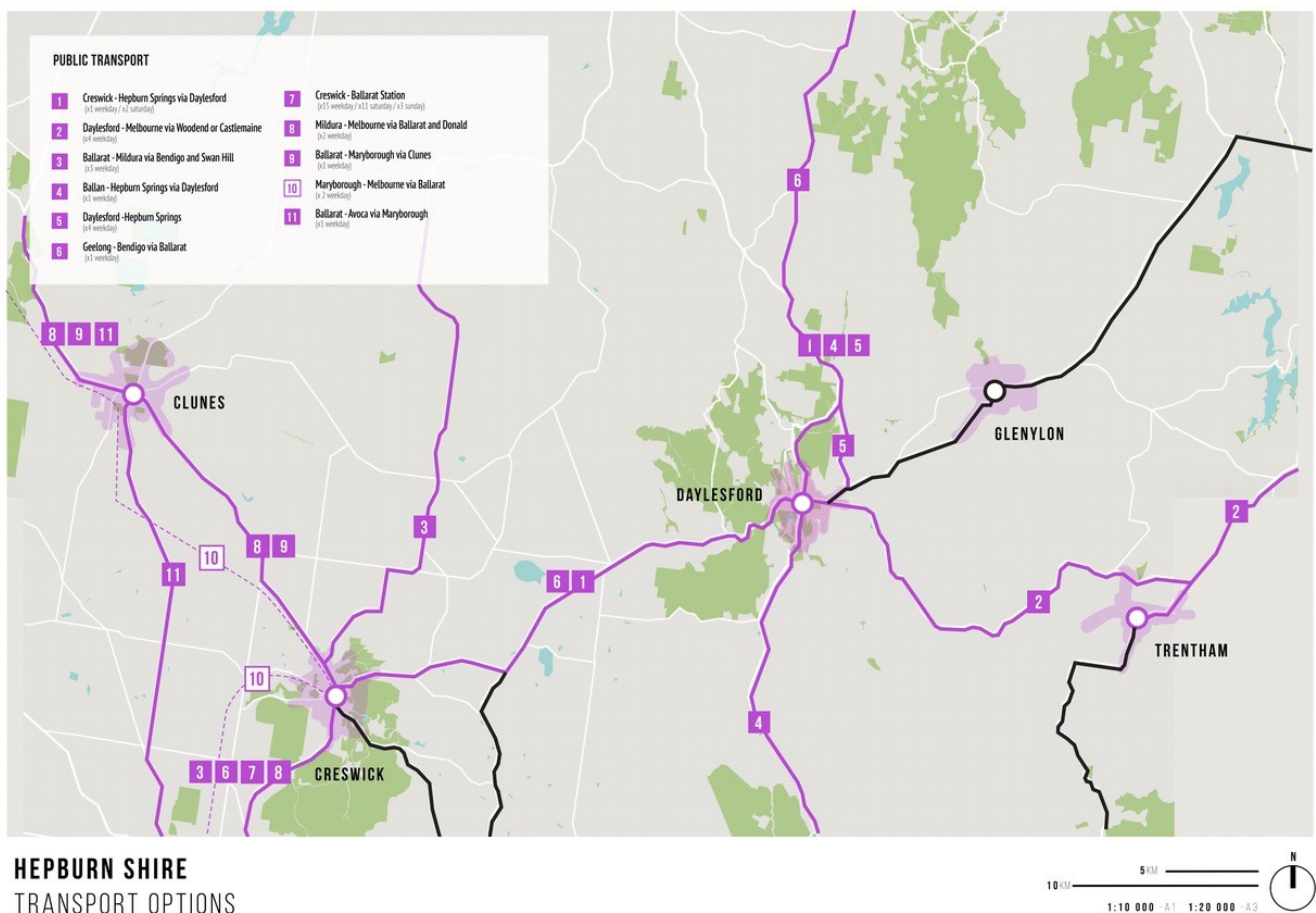 PUBLIC TRANSPORT
1 Creswick - Hepburn Springs via Daylesford
(x1 weekday / x2 saturday)
2 Daylesford - Melbourne via Woodend or Castlemaine
(x4 weekday)
3 Ballarat - Mildura via Bendigo and Swan Hill
(x3 weekday)
4 Ballan - Hepburn Springs via Daylesford
(x1 weekday)
5 Daylesford -Hepburn Springs
(x4 weekday)
6 Geelong - Bendigo via Ballarat
(x1 weekday)
7 Creswick - Ballarat Station
(x15 weekday / x11 saturday / x3 sunday)
8 Mildura - Melbourne via Ballarat and Donald
(x2 weekday)
9 Ballarat - Maryborough via Clunes
(x1 weekday)
10 Maryborough - Melbourne via Ballarat
(x 2 weekday)
11 Ballarat - Avoca via Maryborough
(x1 weekday)
6
8 9 11
1 4 5
CLUNES
GLENYLON
5
DAYLESFORD
2
3
8 9
10
11
6 1
2
TRENTHAM
10
4
3 6 7 8
CRESWICK
HEPBURN SHIRE
TRANSPORT OPTIONS
N
5KM
10KM
1:10 000 -A1 1:20 000 -A3